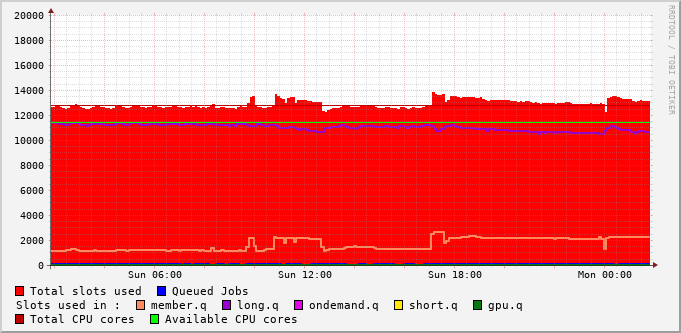 20000
18000
16000
14000
12000
10000
8000
6000
4000
2000
0
Sun 06:00 Sun 12:00 Sun 18:00 Mon 00:00
Total slots used Queued Jobs
Slots used in : member.q long.q ondemand.q short.q gpu.q
Total CPU cores Available CPU cores
RRDTOOL / TOBI OETIKER